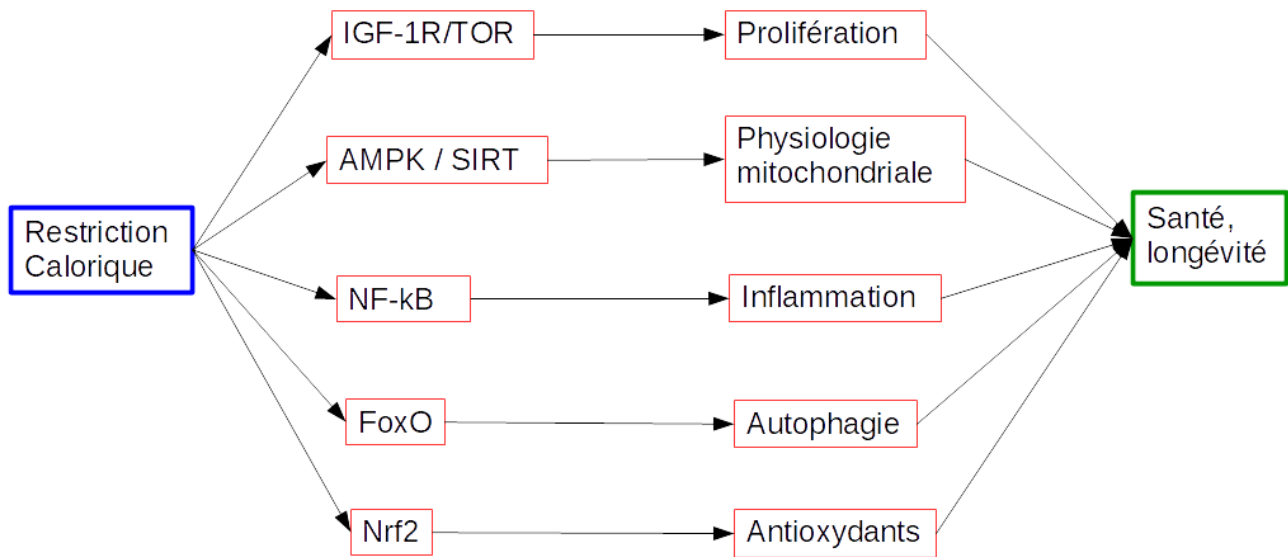 IGF-1R/TOR
Prolifération
AMPK / SIRT
Physiologie
mitochondriale
Restriction
Calorique
Santé,
longévité
NF-kB
Inflammation
FoxO
Autophagie
Nrf2
Antioxydants